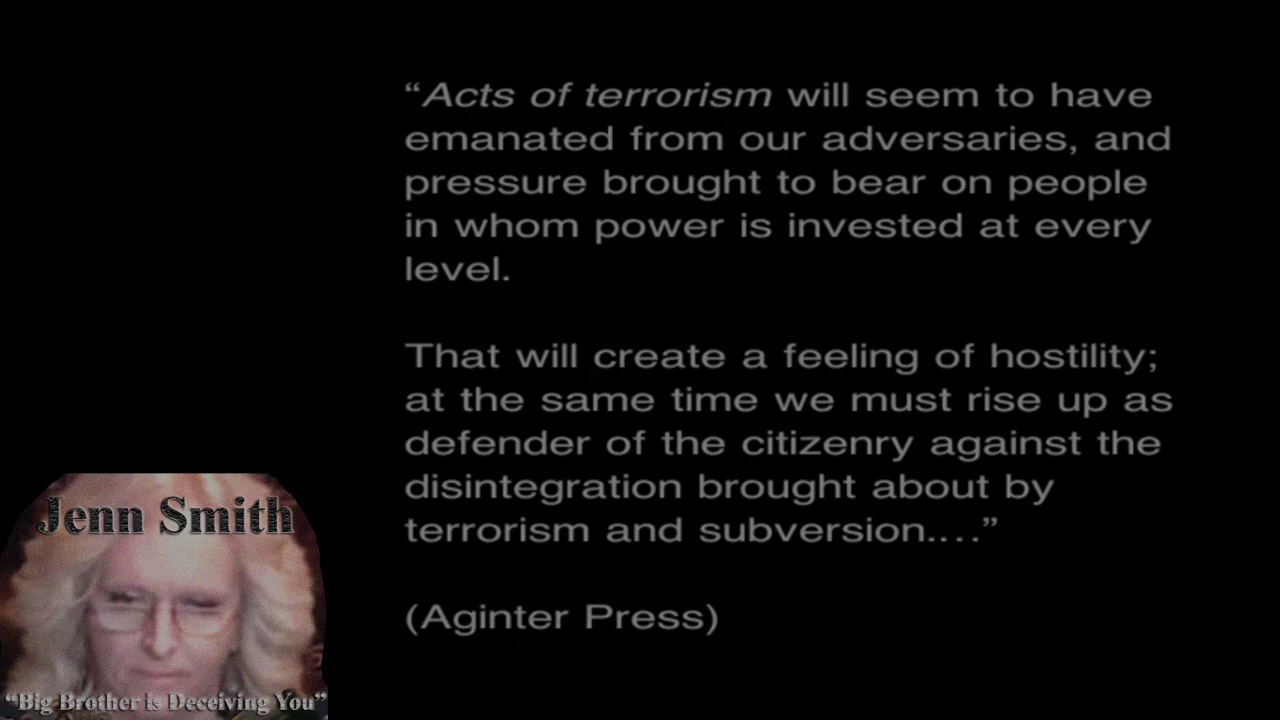 “Acts of terrorism will seem to have
emanated from our adversaries, and
pressure brought to bear on people
in whom power is invested at every
level.
That will create a feeling of hostility;
at the same time we must rise up as
defender of the citizenry against the
disintegration brought about by
terrorism and subversion....”
(Aginter Press)
Jenn Smith
“Big Brother is Deceiving You”